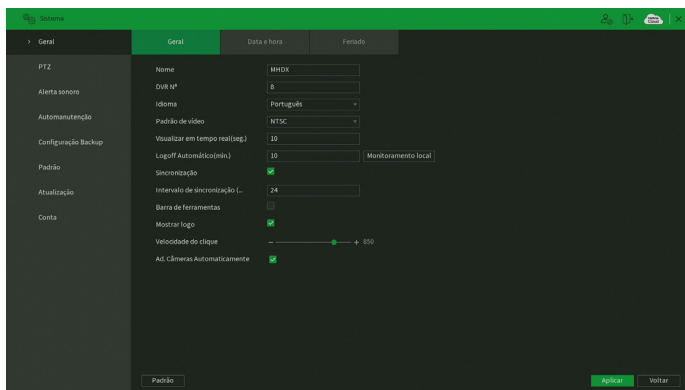 Sistema
Geral
PTZ
Alerta sonoro
Automanutenção
Configuração Backup
Padrão
Atualização
Conta
Geral
Data e hora
Feriado
Nome
MHDX
DVR Nº
8
Idioma
Português
Padrão de vídeo
NTSC
Visualizar em tempo real(seg.)
10
Logoff Automático(min.)
10
Monitoramento local
Sincronização
Intervalo de sincronização (...
24
Barra de ferramentas
Mostrar logo
Velocidade do clique
850
Ad. Câmeras Automaticamente
Padrão
Aplicar
Voltar